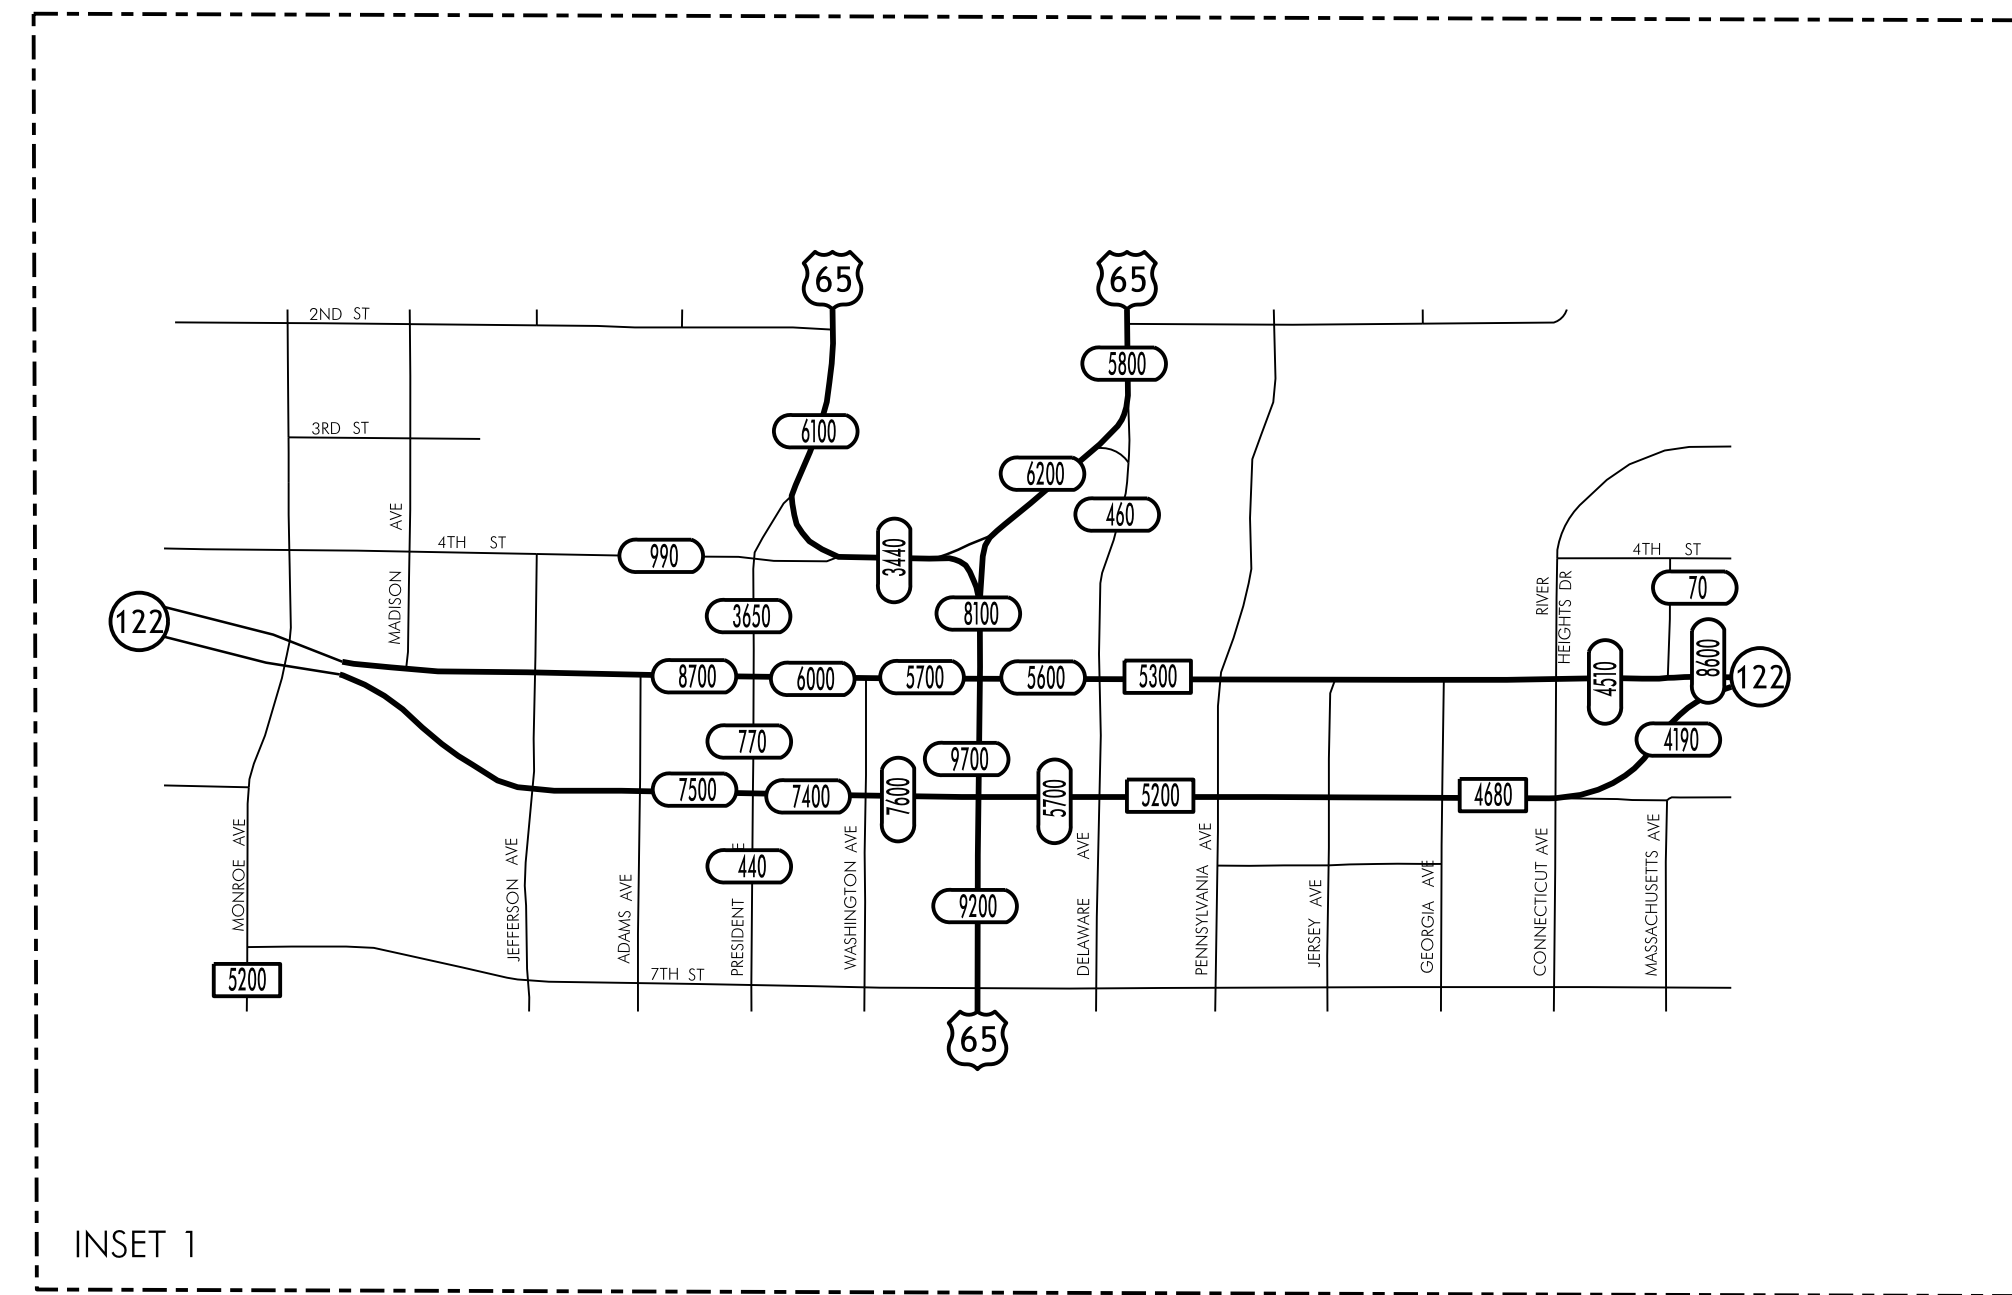 65
65
2ND ST
5800
3RD ST
6100
6200
AVE
460
4TH ST
990
3440
4TH ST
MADISON
RIVER
HEIGHTS DR
70
122
3650
8100
8700
6000
5700
5600
5300
4510
8600
122
770
9700
4190
7500
7400
7600
5700
5200
4680
MONROE AVE
JEFFERSON AVE
ADAMS AVE
PRESIDENT E
440
WASHINGTON AVE
DELAWARE AVE
PENNSYLVANIA AVE
JERSEY AVE
GEORGIA AVE
CONNECTICUT AVE
MASSACHUSETTS AVE
9200
5200
7TH ST
65
INSET 1